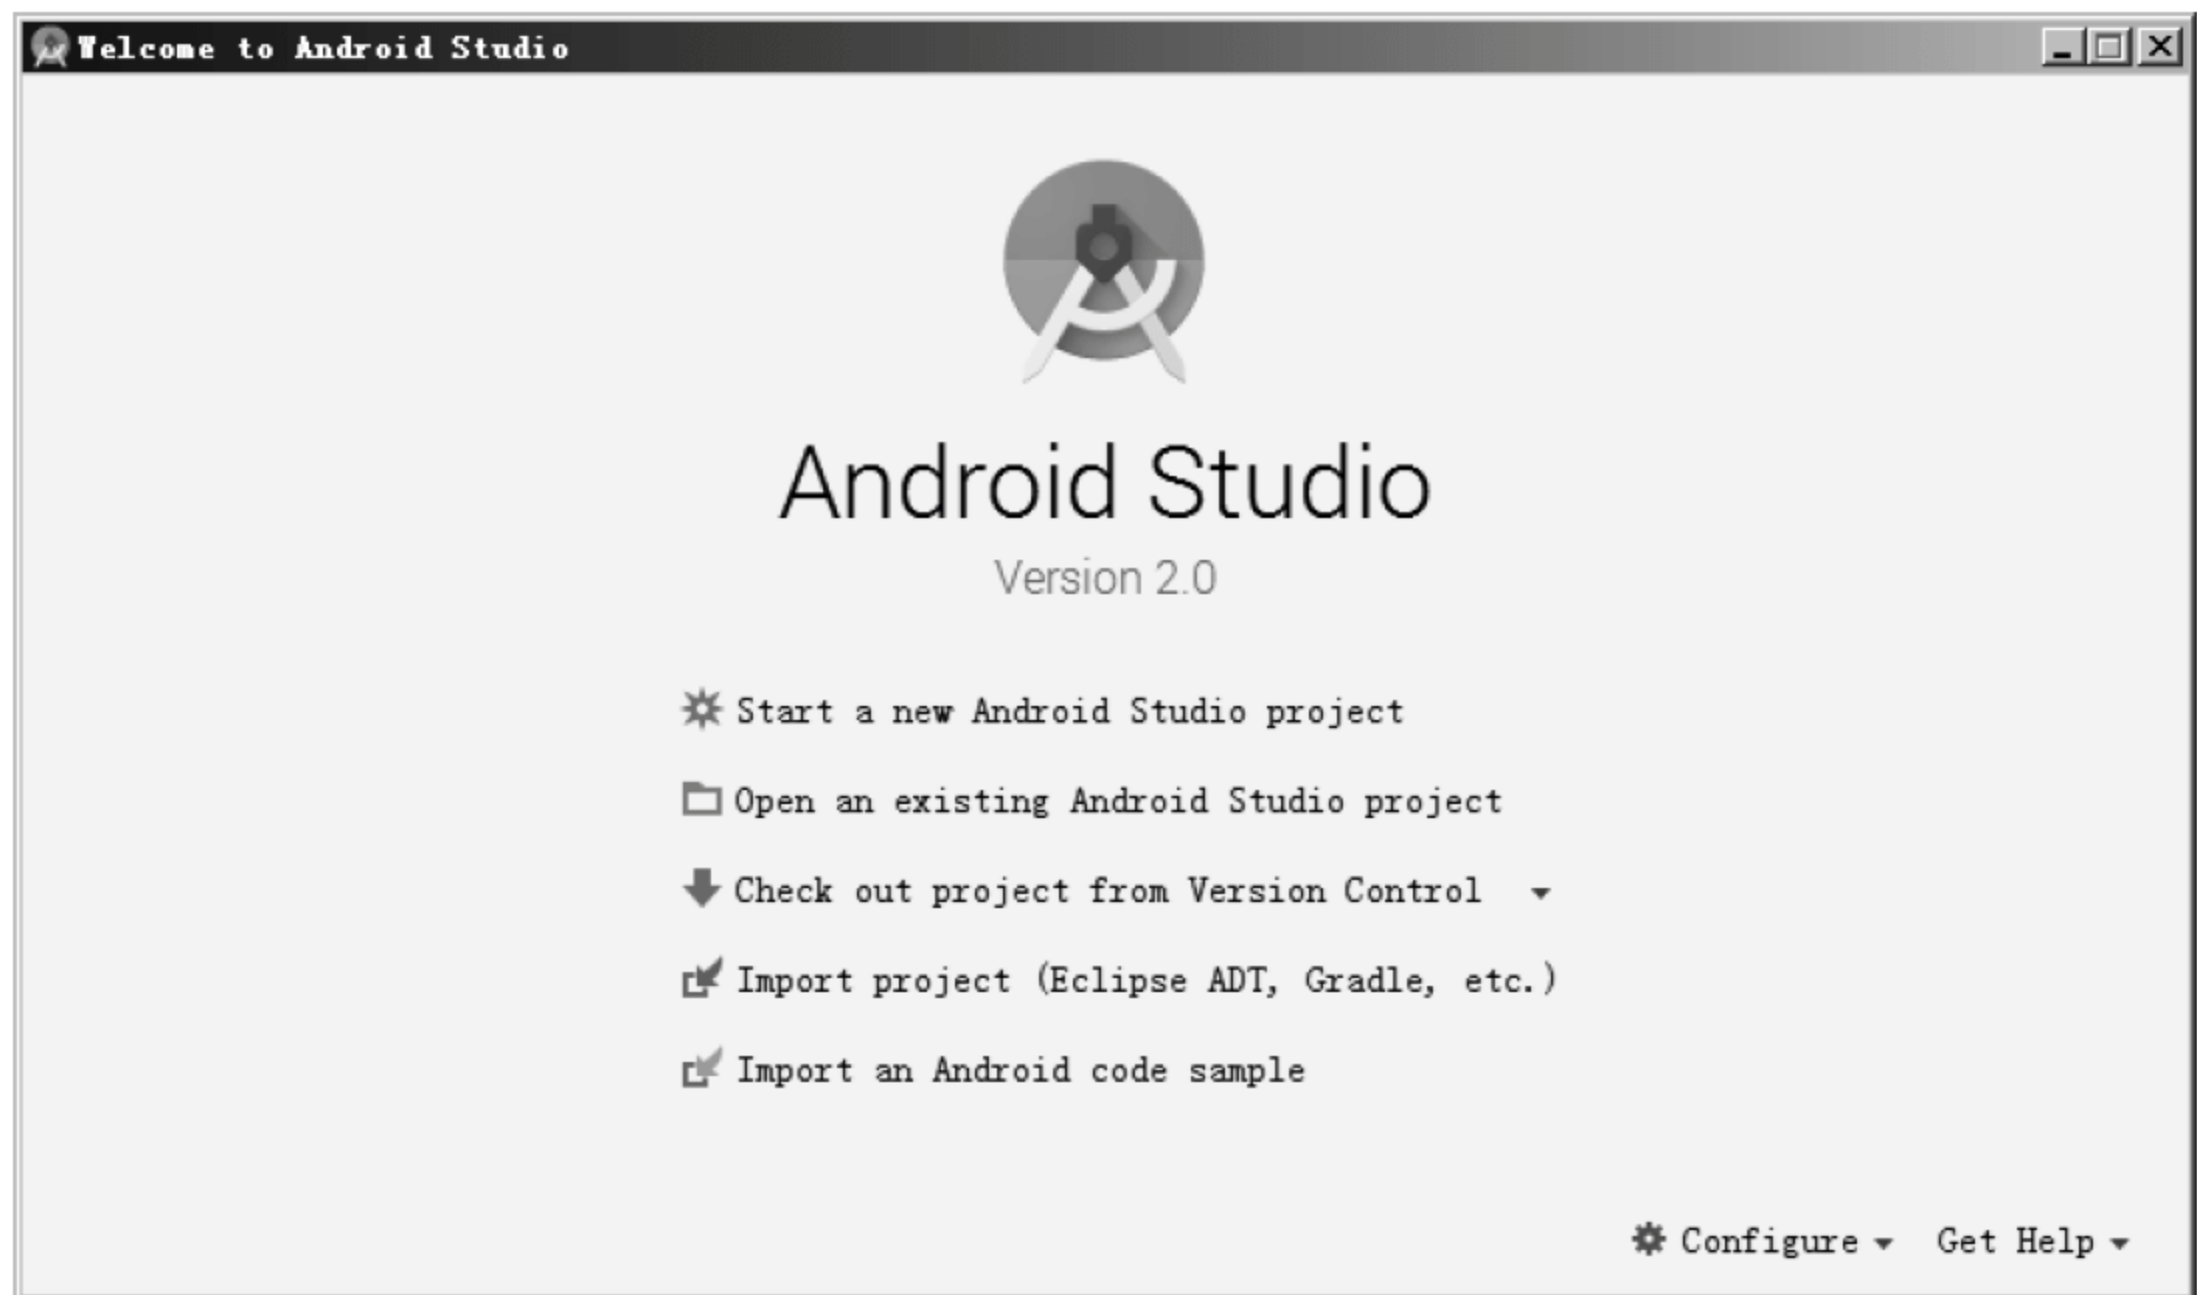 Welcome to Android Studio
Android Studio
Version 2.0
Start a new Android Studio project
Open an existing Android Studio project
Check out project from Version Control
Import project (Eclipse ADT, Gradle, etc.)
Import an Android code sample
Configure Get Help